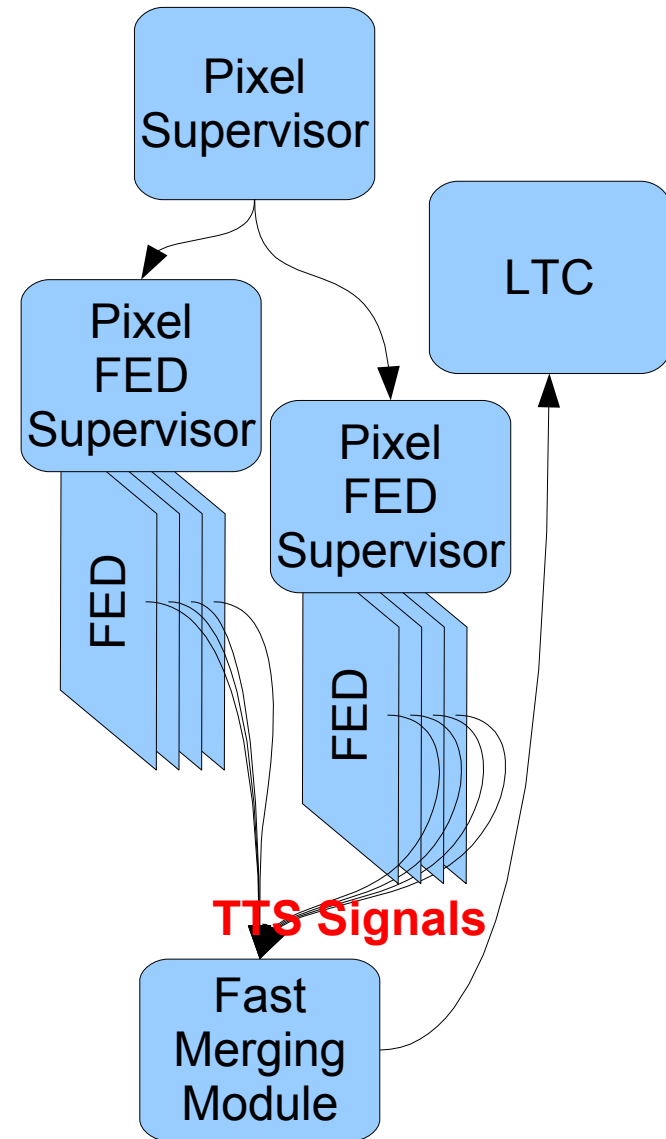 Pixel
Supervisor
LTC
Pixel
FED
Supervisor
Pixel
FED
Supervisor
FED
FED
TTS Signals
Fast
Merging
Module